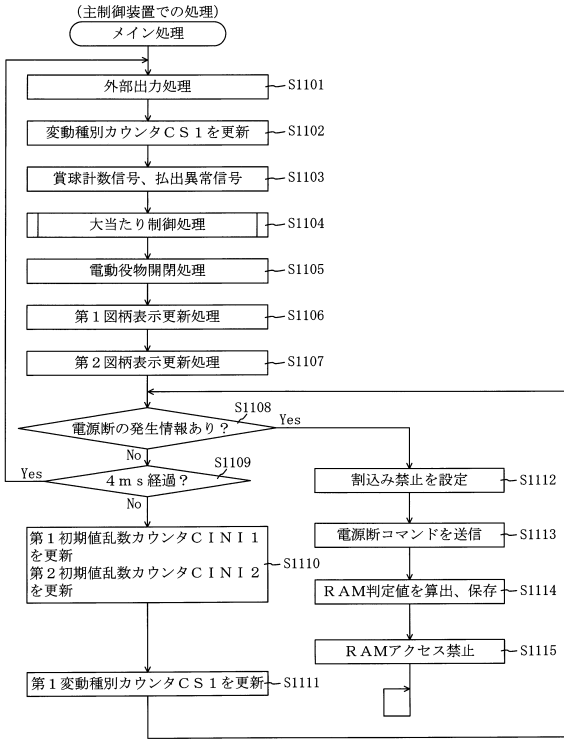 (主制御装置での処理)
メイン処理
外部出力処理
S1101
変動種別カウンタCS1を更新
S1102
賞球計数信号、払出異常信号
S1103
大当たり制御処理
S1104
電動役物開閉処理
S1105
第1図柄表示更新処理
S1106
第2図柄表示更新処理
S1107
電源断の発生情報あり?
S1108
Yes
No
4ms経過?
S1109
Yes
No
第1初期値乱数カウンタCINI1
を更新
第2初期値乱数カウンタCINI2
を更新
S1110
第1変動種別カウンタCS1を更新
S1111
割込み禁止を設定
S1112
電源断コマンドを送信
S1113
RAM判定値を算出、保存
S1114
RAMアクセス禁止
S1115